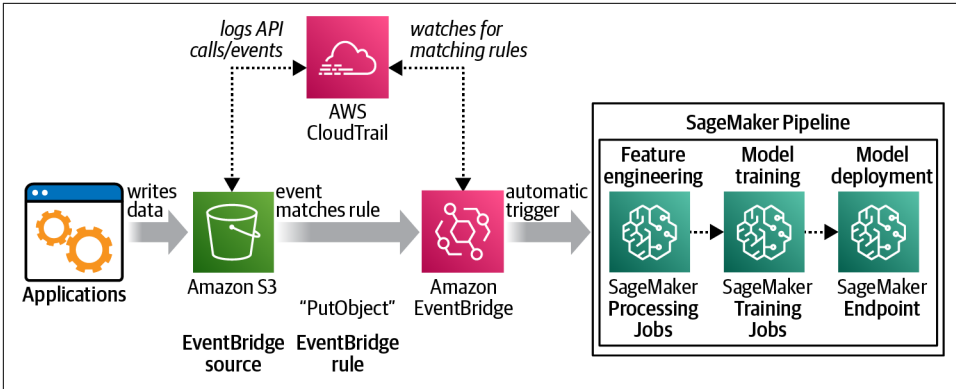 logs API
calls/events
watches for
matching rules
AWS
CloudTrail
SageMaker Pipeline
Feature
engineering
Model
training
Model
deployment
writes
data
event
matches rule
automatic
trigger
Applications
Amazon S3
"PutObject"
Amazon
EventBridge
SageMaker
Processing
Jobs
SageMaker
Training
Jobs
SageMaker
Endpoint
EventBridge
source
EventBridge
rule